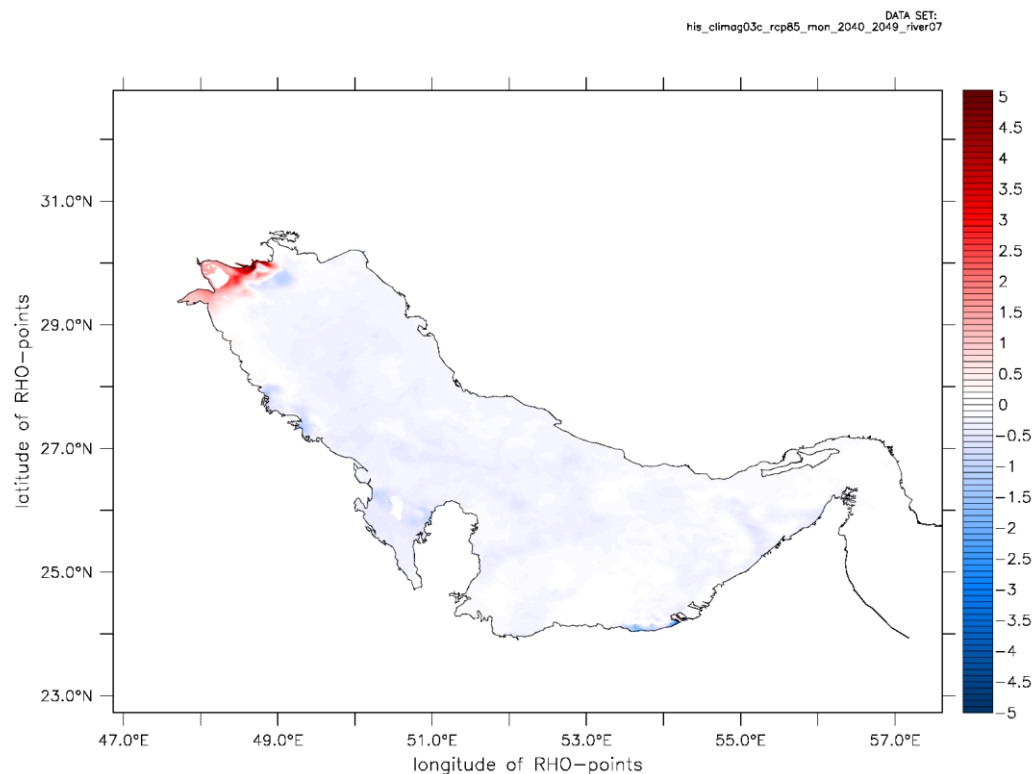 DATA SET:
his_climag03c_rcp85_mon_2040_2049_river07
5
4.5
4
3.5
3
2.5
2
1.5
1
0.5
0
−0.5
−1
−1.5
−2
−2.5
−3
−3.5
−4
−4.5
−5
31.0°N
29.0°N
27.0°N
25.0°N
23.0°N
latitude of RHO−points
47.0°E 49.0°E 51.0°E 53.0°E 55.0°E 57.0°E
longitude of RHO−points